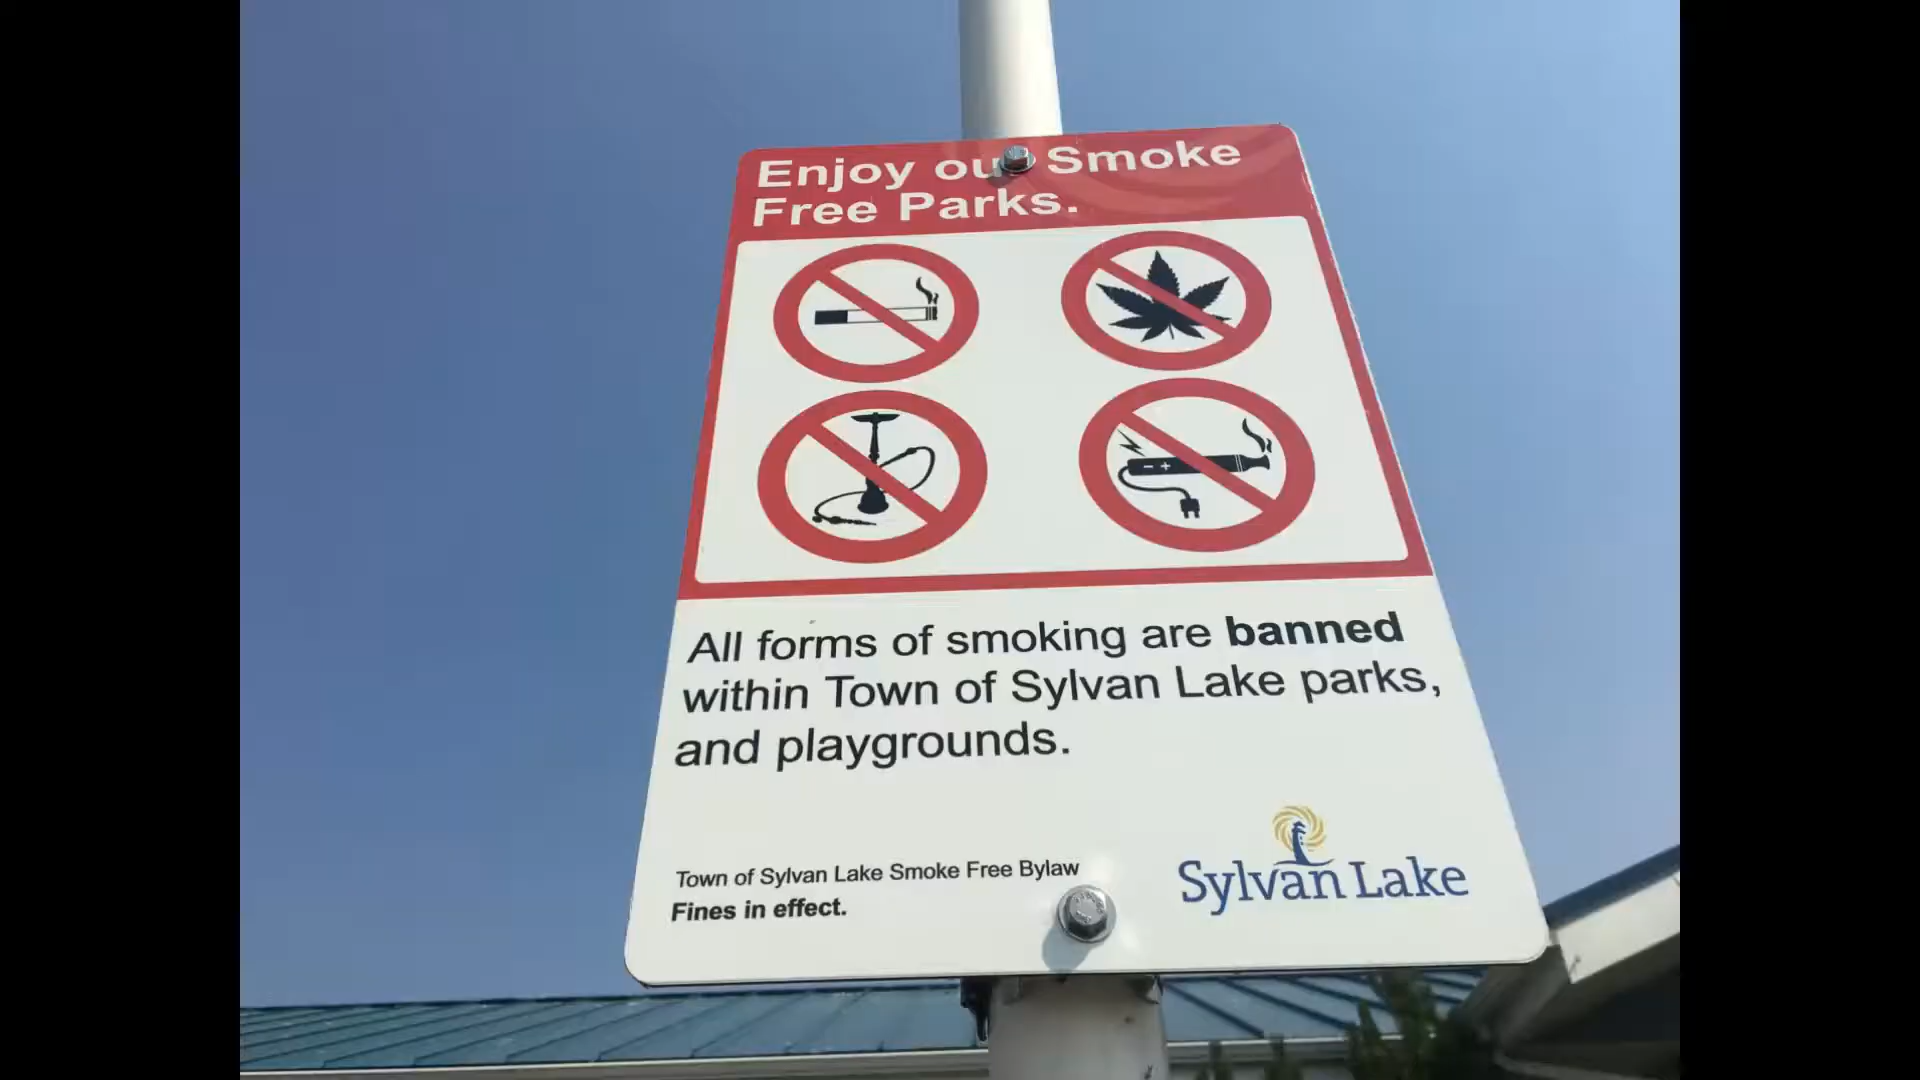 Enjoy our Smoke
Free Parks.
All forms of smoking are banned
within Town of Sylvan Lake parks,
and playgrounds.
Town of Sylvan Lake Smoke Free Bylaw
Fines in effect.
Sylvan Lake